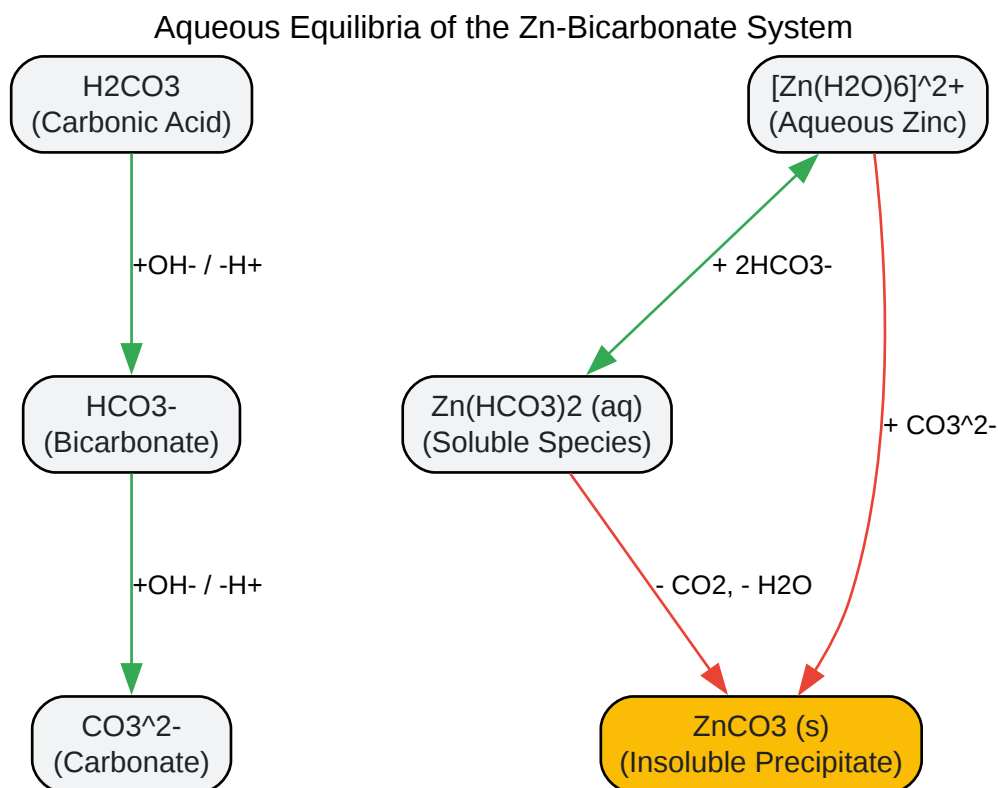 Aqueous Equilibria of the Zn-Bicarbonate System
H2CO3
(Carbonic Acid)
[Zn(H2O)6]^2+
(Aqueous Zinc)
+OH- / -H+
+ 2HCO3-
HCO3-
(Bicarbonate)
Zn(HCO3)2 (aq)
(Soluble Species)
+ CO3^2-
+OH- / -H+
- CO2, - H2O
CO3^2-
(Carbonate)
ZnCO3 (s)
(Insoluble Precipitate)